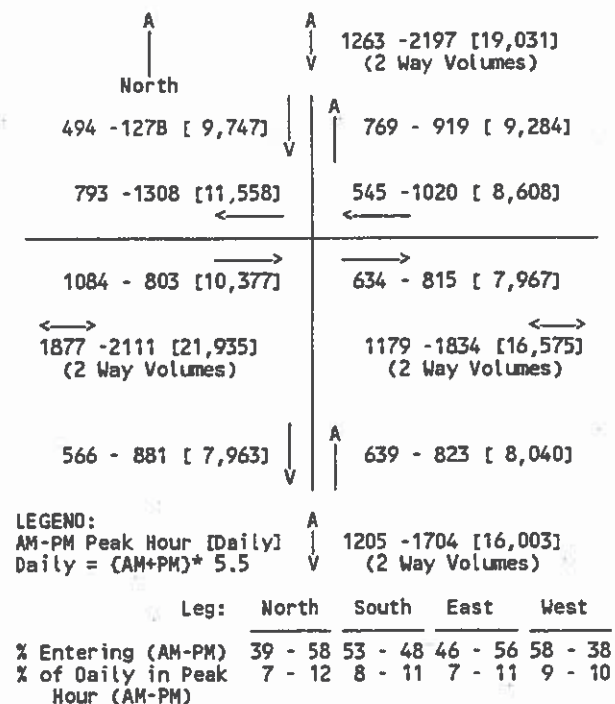 A A
1263 -2197 [19,031]
North V (2 Way Volumes)
494 -1278 [ 9,747] V A 769 - 919 [ 9,284]
793 -1308 [11,558] 545 -1020 [ 8,608]
1084 - 803 [10,377] 634 - 815 [ 7,967]
1877 -2111 [21,935] 1179 -1834 [16,575]
(2 Way Volumes) (2 Way Volumes)
566 - 881 [ 7,963] V A 639 - 823 [ 8,040]
LEGEND: A
AM-PM Peak Hour [Daily] 1205 -1704 [16,003]
Daily = {AM+PM}* 5.5 V (2 Way Volumes)
Leg: North South East West
% Entering (AM-PM) 39 - 58 53 - 48 46 - 56 58 - 38
% of Daily in Peak 7 - 12 8 - 11 7 - 11 9 - 10
Hour (AM-PM)